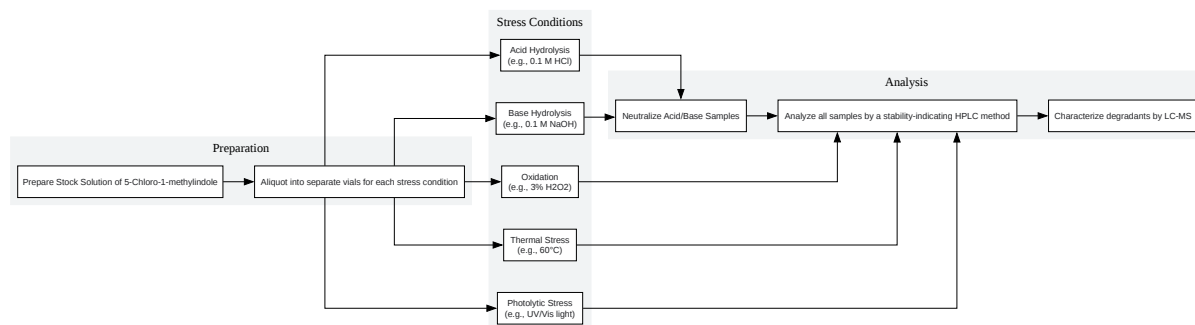 Stress Conditions
Acid Hydrolysis
(e.g., 0.1 M HCl)
Analysis
Base Hydrolysis
(e.g., 0.1 M NaOH)
Neutralize Acid/Base Samples
Analyze all samples by a stability-indicating HPLC method
Characterize degradants by LC-MS
Preparation
Prepare Stock Solution of 5-Chloro-1-methylindole
Aliquot into separate vials for each stress condition
Oxidation
(e.g., 3% H2O2)
Thermal Stress
(e.g., 60°C)
Photolytic Stress
(e.g., UV/Vis light)